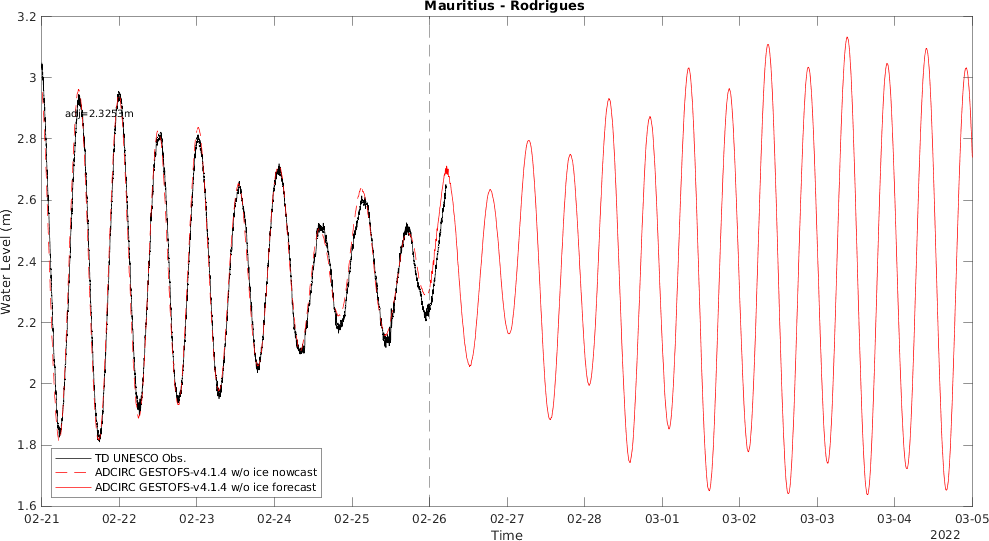 Mauritius - Rodrigues
3.2
3
2.8
2.6
2.4
2.2
2
1.8
1.6
Water Level (m)
adj=2.3253m
TD UNESCO Obs.
ADCIRC GESTOFS-v4.1.4 w/o ice nowcast
ADCIRC GESTOFS-v4.1.4 w/o ice forecast
02-21 02-22 02-23 02-24 02-25 02-26 02-27 02-28 03-01 03-02 03-03 03-04 03-05
Time
2022